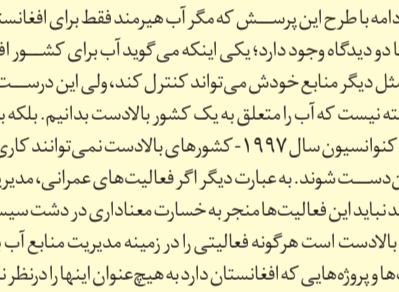 دامه با طرح این پرسش که مگر آب هیرمند فقط برای افغانست
ا دو دیدگاه وجود دارد؛ یکی اینکه می گوید آب برای کشور اف
مثل دیگر منابع خودش می‌تواند کنترل کند، ولی این درست
ته نیست که آب را متعلق به یک کشور بالادست بدانیم. بلکه ب
کنوانسیون سال ۱۹۹۷- کشورهای بالادست نمی‌توانند کاری
ن‌دست شوند. به عبارت دیگر اگر فعالیت‌های عمرانی، مدیر
د نباید این فعالیت‌ها منجر به خسارت معناداری در دشت سیس
بالادست است هرگونه فعالیتی را در زمینه مدیریت منابع آب
ها و پروژه‌هایی که افغانستان دارد به هیچ‌عنوان اینها را درنظر ن